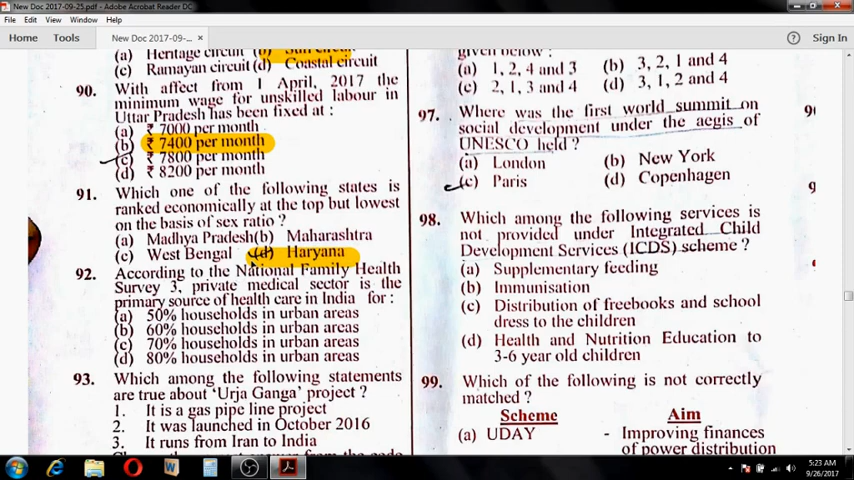 New Doc 2017-09-25.pdf - Adobe Acrobat Reader DC
File Edit View Window Help
Home Tools New Doc 2017-09-... × ? Sign In
(a) Heritage circuit (b) Sun circuit
(c) Ramayan circuit (d) Coastal circuit
90. With affect from 1 April, 2017 the
minimum wage for unskilled labour in
Uttar Pradesh has been fixed at :
(a) ₹ 7000 per month
(b) ₹ 7400 per month
(c) ₹ 7800 per month
(d) ₹ 8200 per month
91. Which one of the following states is
ranked economically at the top but lowest
on the basis of sex ratio ?
(a) Madhya Pradesh (b) Maharashtra
(c) West Bengal (d) Haryana
92. According to the National Family Health
Survey 3, private medical sector is the
primary source of health care in India for :
(a) 50% households in urban areas
(b) 60% households in urban areas
(c) 70% households in urban areas
(d) 80% households in urban areas
93. Which among the following statements
are true about 'Urja Ganga' project ?
1. It is a gas pipe line project
2. It was launched in October 2016
3. It runs from Iran to India
given below :
(a) 1, 2, 4 and 3 (b) 3, 2, 1 and 4
(c) 2, 1, 3 and 4 (d) 3, 1, 2 and 4
97. Where was the first world summit on
social development under the aegis of
UNESCO held ?
(a) London (b) New York
(c) Paris (d) Copenhagen
98. Which among the following services is
not provided under Integrated Child
Development Services (ICDS) scheme ?
(a) Supplementary feeding
(b) Immunisation
(c) Distribution of freebooks and school
dress to the children
(d) Health and Nutrition Education to
3-6 year old children
99. Which of the following is not correctly
matched ?
Scheme Aim
(a) UDAY - Improving finances
of power distribution
5:23 AM
9/26/2017